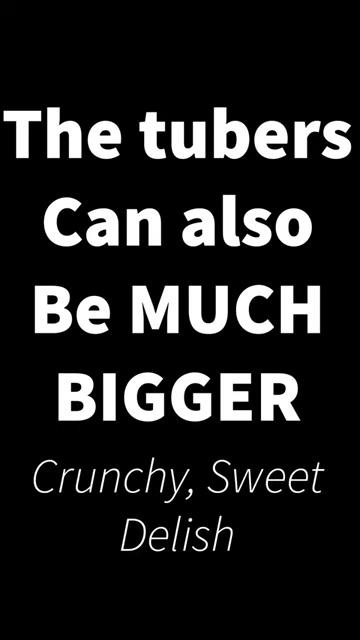 The tubers
Can also
Be MUCH
BIGGER
Crunchy, Sweet
Delish